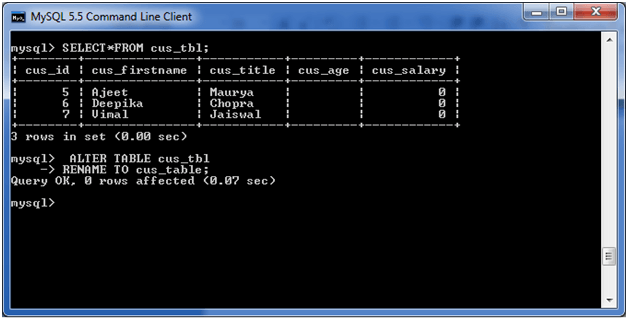 MySQL 5.5 Command Line Client
mysql> SELECT*FROM cus_tbl;
+--------+---------------+-----------+---------+------------+
| cus_id | cus_firstname | cus_title | cus_age | cus_salary |
+--------+---------------+-----------+---------+------------+
| 5 | Ajeet | Maurya | | 0 |
| 6 | Deepika | Chopra | | 0 |
| 7 | Vimal | Jaiswal | | 0 |
+--------+---------------+-----------+---------+------------+
3 rows in set (0.00 sec)
mysql> ALTER TABLE cus_tbl
-> RENAME TO cus_table;
Query OK, 0 rows affected (0.07 sec)
mysql>